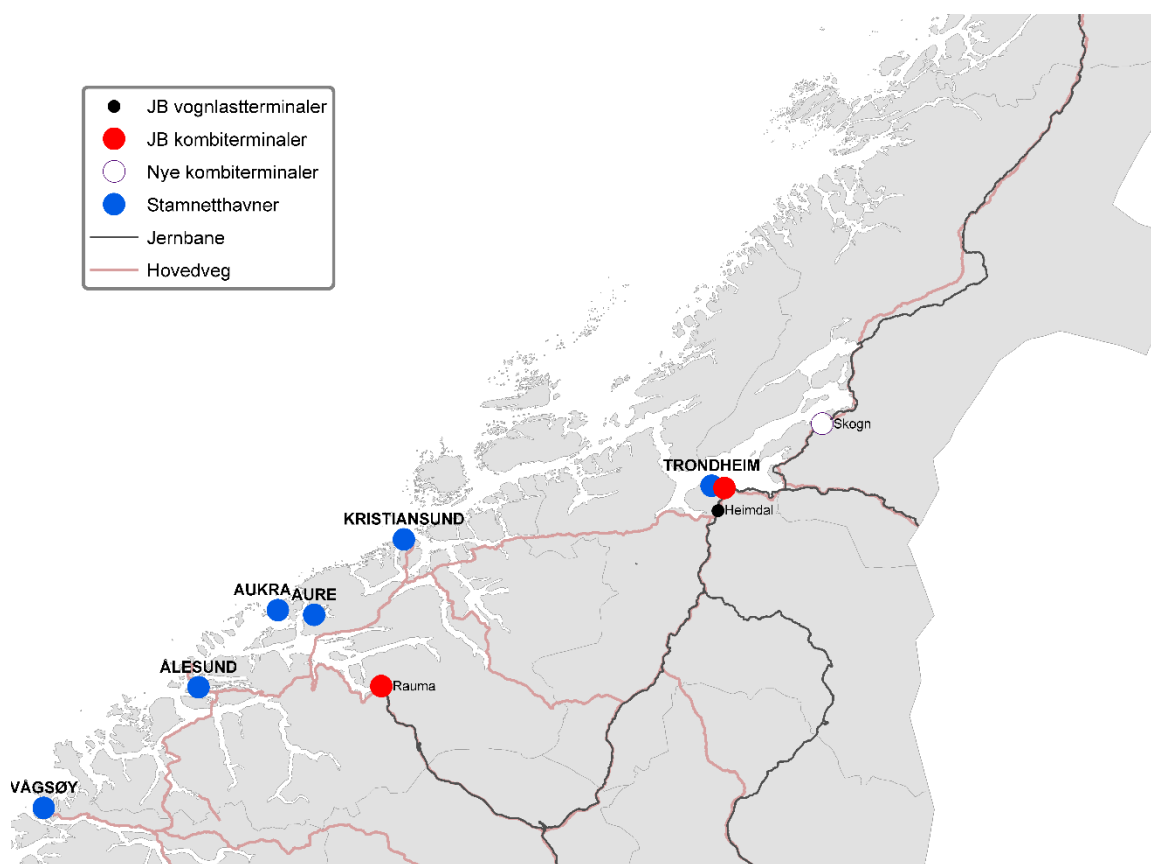 JB vognlastterminaler
JB kombiterminaler
Nye kombiterminaler
Stamnetthavner
Jernbane
Hovedveg
Skogn
TRONDHEIM
Heimdal
KRISTIANSUND
AUKRA
AURE
ÅLESUND
Rauma
VÅGSØY